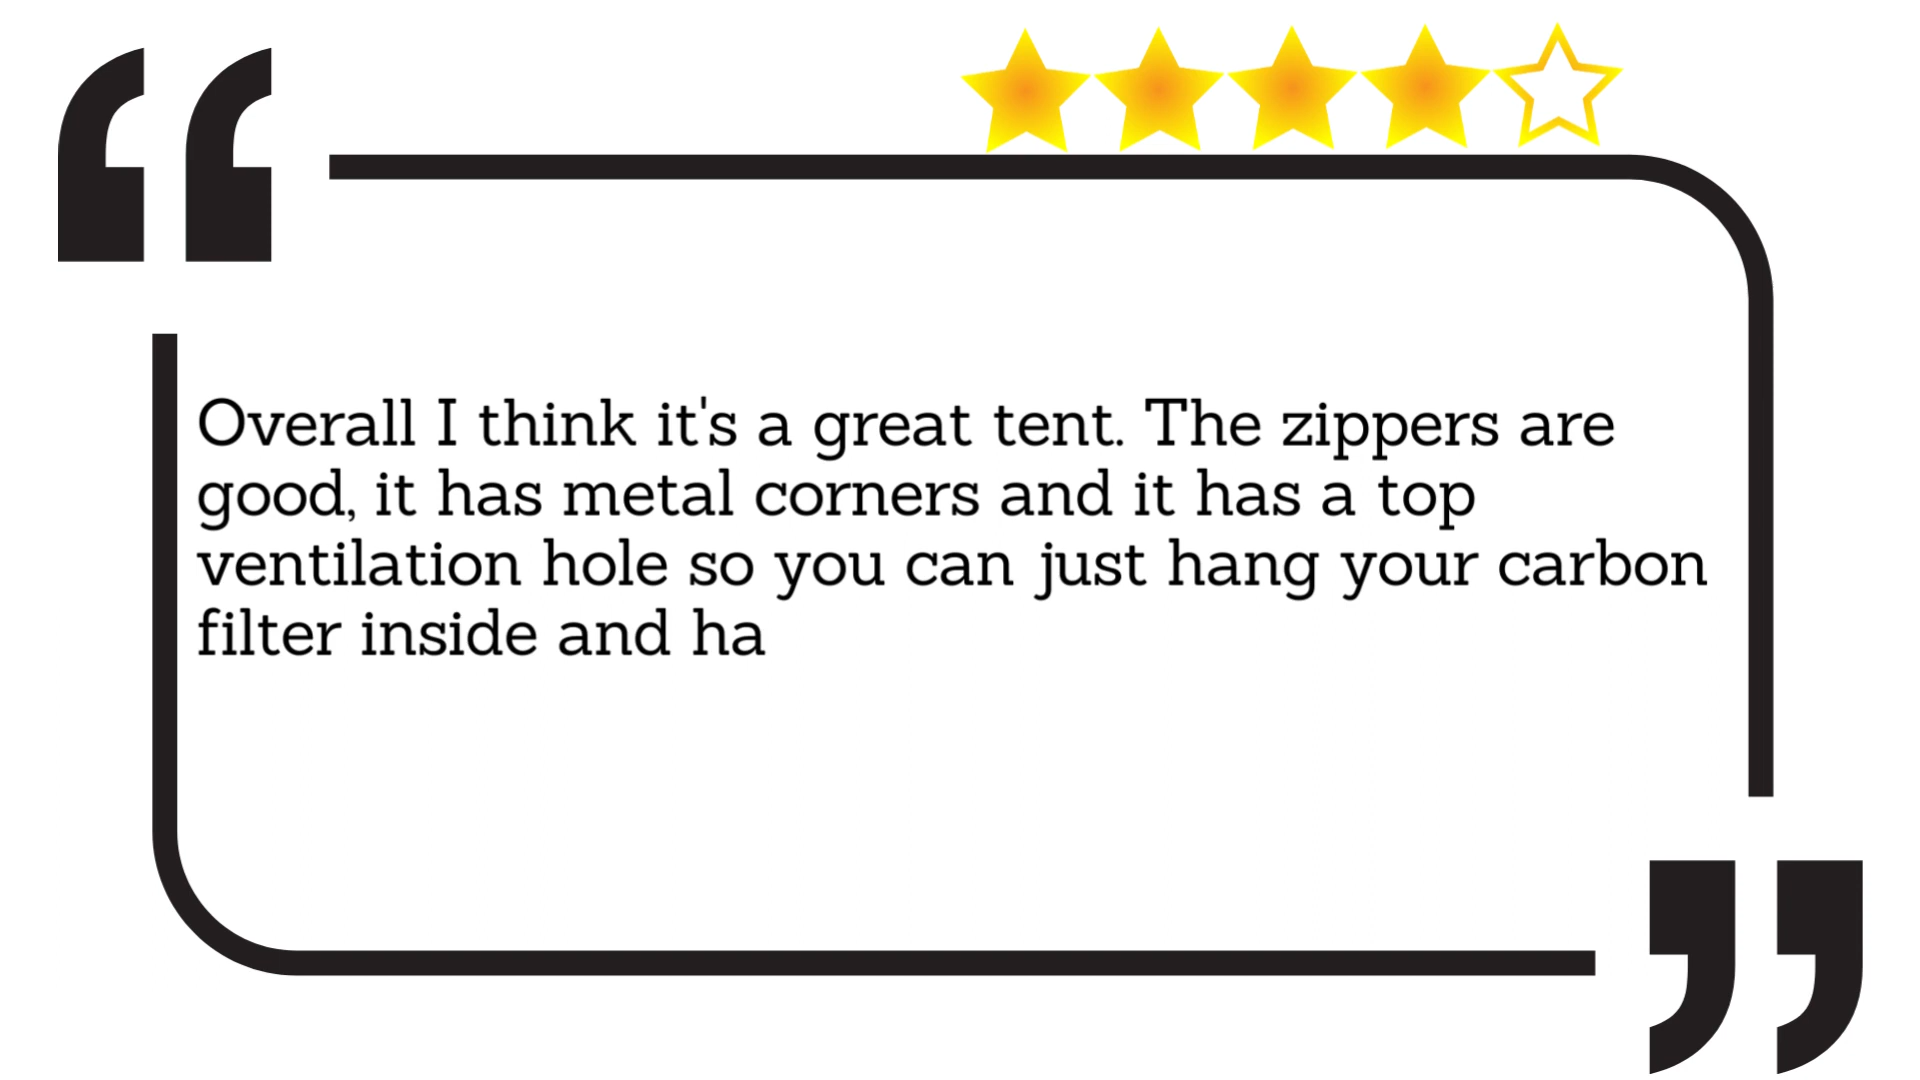 Overall I think it's a great tent. The zippers are
good, it has metal corners and it has a top
ventilation hole so you can just hang your carbon
filter inside and ha